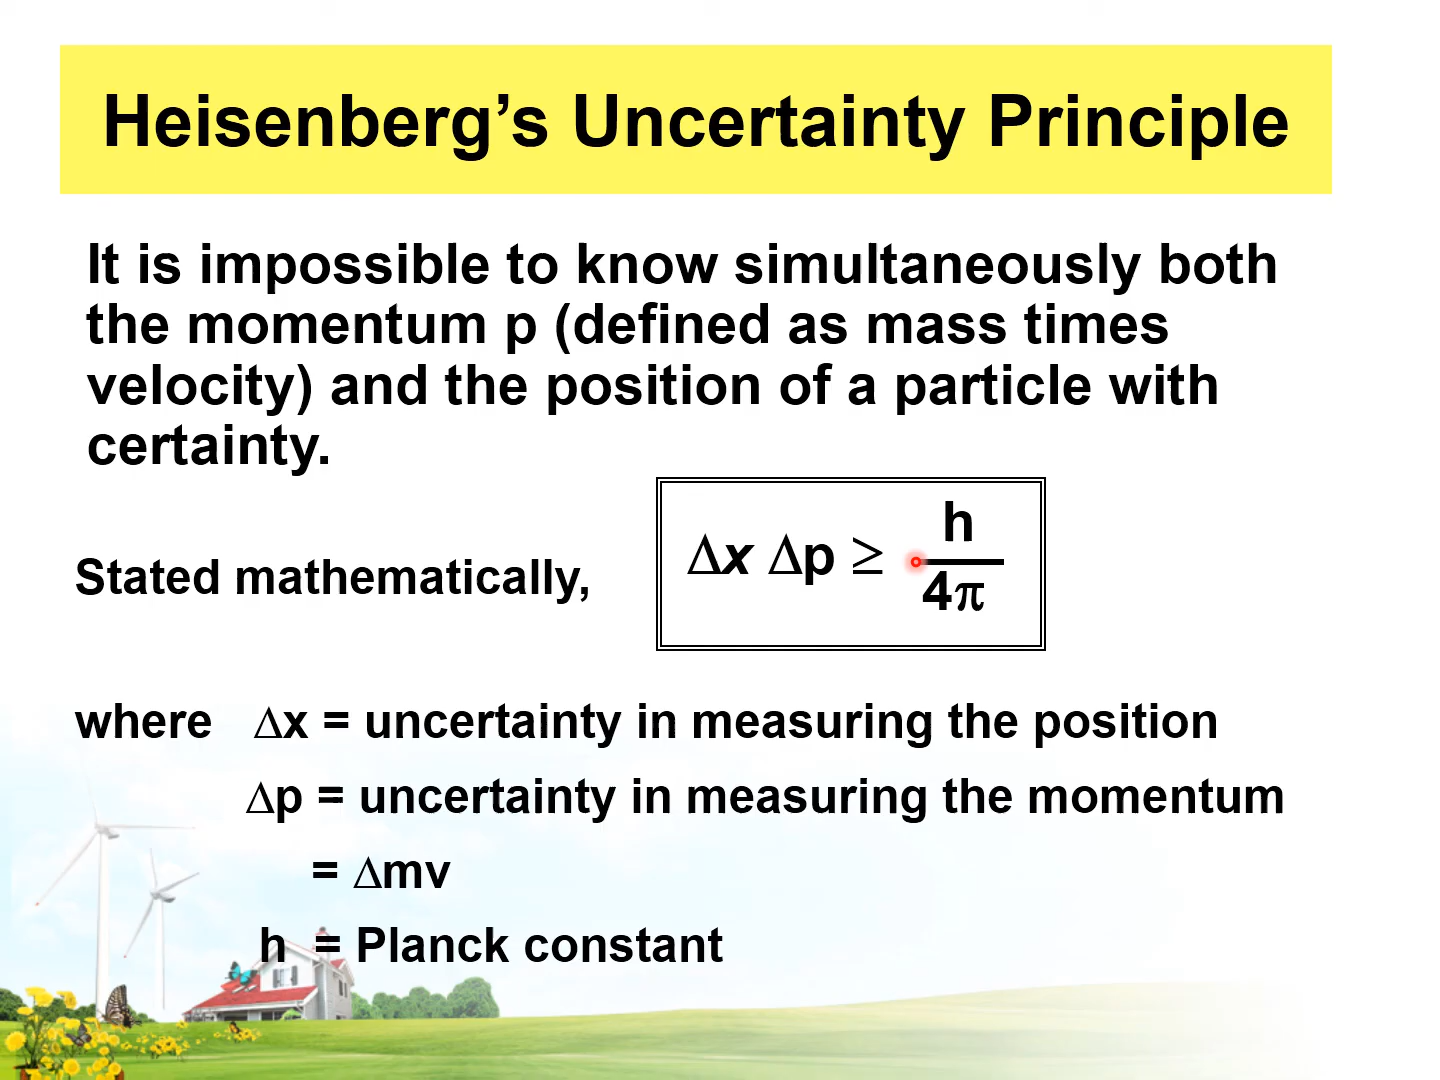 Heisenberg’s Uncertainty Principle
It is impossible to know simultaneously both
the momentum p (defined as mass times
velocity) and the position of a particle with
certainty.
Stated mathematically,
Δx Δp ≥ h
4π
where Δx = uncertainty in measuring the position
Δp = uncertainty in measuring the momentum
= Δmv
h = Planck constant